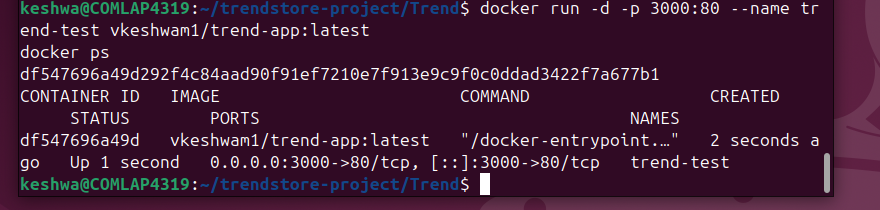 keshwa@COMLAP4319:~/trendstore-project/Trend$ docker run -d -p 3000:80 --name tr
end-test vkeshwam1/trend-app:latest
docker ps
df547696a49d292f4c84aad90f91ef7210e7f913e9c9f0c0ddad3422f7a677b1
CONTAINER ID   IMAGE                         COMMAND                  CREATED
     STATUS        PORTS                                     NAMES
df547696a49d   vkeshwam1/trend-app:latest   "/docker-entrypoint.…"   2 seconds a
go   Up 1 second   0.0.0.0:3000->80/tcp, [::]:3000->80/tcp   trend-test
keshwa@COMLAP4319:~/trendstore-project/Trend$